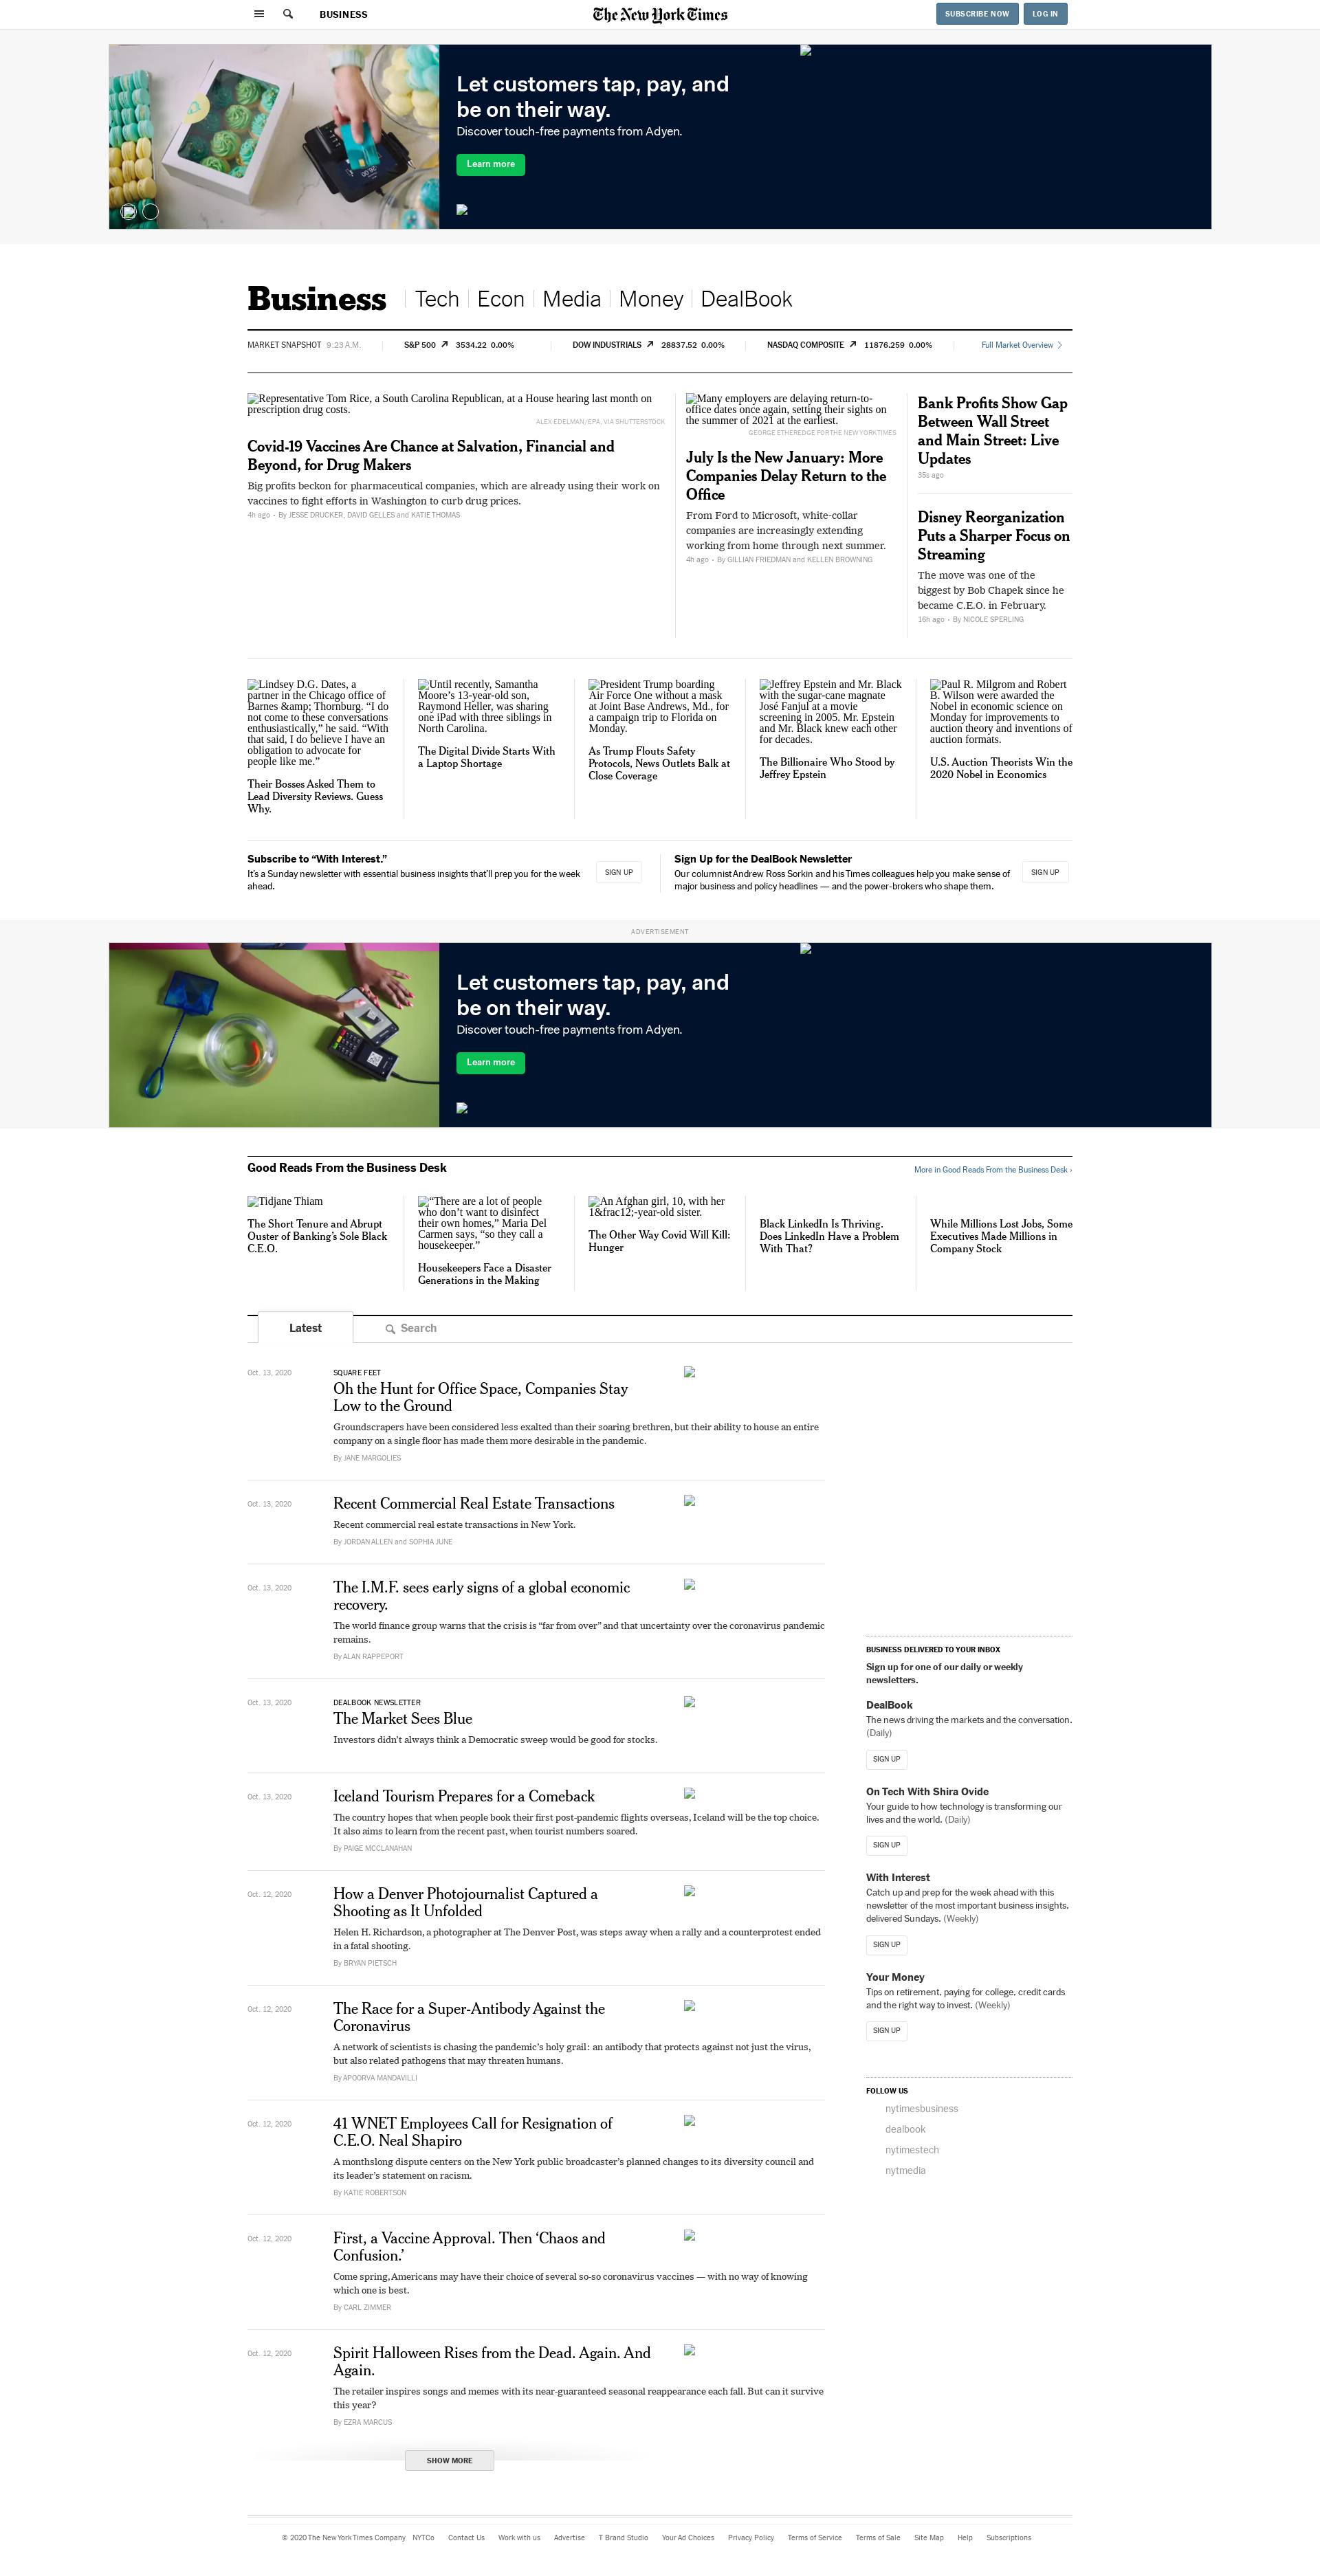 BUSINESS
The New York Times
SUBSCRIBE NOW
LOG IN
Let customers tap, pay, and
be on their way.
Discover touch-free payments from Adyen.
Learn more
Business
Tech
Econ
Media
Money
DealBook
MARKET SNAPSHOT 9:23 A.M.
S&P 500 3534.22 0.00%
DOW INDUSTRIALS 28837.52 0.00%
NASDAQ COMPOSITE 11876.259 0.00%
Full Market Overview
Representative Tom Rice, a South Carolina Republican, at a House hearing last month on
prescription drug costs.
ALEX EDELMAN/EPA, VIA SHUTTERSTOCK
Covid-19 Vaccines Are Chance at Salvation, Financial and
Beyond, for Drug Makers
Big profits beckon for pharmaceutical companies, which are already using their work on
vaccines to fight efforts in Washington to curb drug prices.
4h ago • By JESSE DRUCKER, DAVID GELLES and KATIE THOMAS
Many employers are delaying return-to-
office dates once again, setting their sights on
the summer of 2021 at the earliest.
GEORGE ETHEREDGE FOR THE NEW YORK TIMES
July Is the New January: More
Companies Delay Return to the
Office
From Ford to Microsoft, white-collar
companies are increasingly extending
working from home through next summer.
4h ago • By GILLIAN FRIEDMAN and KELLEN BROWNING
Bank Profits Show Gap
Between Wall Street
and Main Street: Live
Updates
35s ago
Disney Reorganization
Puts a Sharper Focus on
Streaming
The move was one of the
biggest by Bob Chapek since he
became C.E.O. in February.
16h ago • By NICOLE SPERLING
Lindsey D.G. Dates, a
partner in the Chicago office of
Barnes &amp; Thornburg. “I do
not come to these conversations
enthusiastically,” he said. “With
that said, I do believe I have an
obligation to advocate for
people like me.”
Their Bosses Asked Them to
Lead Diversity Reviews. Guess
Why.
Until recently, Samantha
Moore’s 13-year-old son,
Raymond Heller, was sharing
one iPad with three siblings in
North Carolina.
The Digital Divide Starts With
a Laptop Shortage
President Trump boarding
Air Force One without a mask
at Joint Base Andrews, Md., for
a campaign trip to Florida on
Monday.
As Trump Flouts Safety
Protocols, News Outlets Balk at
Close Coverage
Jeffrey Epstein and Mr. Black
with the sugar-cane magnate
José Fanjul at a movie
screening in 2005. Mr. Epstein
and Mr. Black knew each other
for decades.
The Billionaire Who Stood by
Jeffrey Epstein
Paul R. Milgrom and Robert
B. Wilson were awarded the
Nobel in economic science on
Monday for improvements to
auction theory and inventions of
auction formats.
U.S. Auction Theorists Win the
2020 Nobel in Economics
Subscribe to “With Interest.”
It’s a Sunday newsletter with essential business insights that’ll prep you for the week
ahead.
SIGN UP
Sign Up for the DealBook Newsletter
Our columnist Andrew Ross Sorkin and his Times colleagues help you make sense of
major business and policy headlines — and the power-brokers who shape them.
SIGN UP
ADVERTISEMENT
Let customers tap, pay, and
be on their way.
Discover touch-free payments from Adyen.
Learn more
Good Reads From the Business Desk
More in Good Reads From the Business Desk ›
Tidjane Thiam
The Short Tenure and Abrupt
Ouster of Banking’s Sole Black
C.E.O.
“There are a lot of people
who don’t want to disinfect
their own homes,” Maria Del
Carmen says, “so they call a
housekeeper.”
Housekeepers Face a Disaster
Generations in the Making
An Afghan girl, 10, with her
1&frac12;-year-old sister.
The Other Way Covid Will Kill:
Hunger
Black LinkedIn Is Thriving.
Does LinkedIn Have a Problem
With That?
While Millions Lost Jobs, Some
Executives Made Millions in
Company Stock
Latest
Search
Oct. 13, 2020
SQUARE FEET
Oh the Hunt for Office Space, Companies Stay
Low to the Ground
Groundscrapers have been considered less exalted than their soaring brethren, but their ability to house an entire
company on a single floor has made them more desirable in the pandemic.
By JANE MARGOLIES
Oct. 13, 2020
Recent Commercial Real Estate Transactions
Recent commercial real estate transactions in New York.
By JORDAN ALLEN and SOPHIA JUNE
Oct. 13, 2020
The I.M.F. sees early signs of a global economic
recovery.
The world finance group warns that the crisis is “far from over” and that uncertainty over the coronavirus pandemic
remains.
By ALAN RAPPEPORT
Oct. 13, 2020
DEALBOOK NEWSLETTER
The Market Sees Blue
Investors didn’t always think a Democratic sweep would be good for stocks.
Oct. 13, 2020
Iceland Tourism Prepares for a Comeback
The country hopes that when people book their first post-pandemic flights overseas, Iceland will be the top choice.
It also aims to learn from the recent past, when tourist numbers soared.
By PAIGE MCCLANAHAN
Oct. 12, 2020
How a Denver Photojournalist Captured a
Shooting as It Unfolded
Helen H. Richardson, a photographer at The Denver Post, was steps away when a rally and a counterprotest ended
in a fatal shooting.
By BRYAN PIETSCH
Oct. 12, 2020
The Race for a Super-Antibody Against the
Coronavirus
A network of scientists is chasing the pandemic’s holy grail: an antibody that protects against not just the virus,
but also related pathogens that may threaten humans.
By APOORVA MANDAVILLI
Oct. 12, 2020
41 WNET Employees Call for Resignation of
C.E.O. Neal Shapiro
A monthslong dispute centers on the New York public broadcaster’s planned changes to its diversity council and
its leader’s statement on racism.
By KATIE ROBERTSON
Oct. 12, 2020
First, a Vaccine Approval. Then ‘Chaos and
Confusion.’
Come spring, Americans may have their choice of several so-so coronavirus vaccines — with no way of knowing
which one is best.
By CARL ZIMMER
Oct. 12, 2020
Spirit Halloween Rises from the Dead. Again. And
Again.
The retailer inspires songs and memes with its near-guaranteed seasonal reappearance each fall. But can it survive
this year?
By EZRA MARCUS
SHOW MORE
BUSINESS DELIVERED TO YOUR INBOX
Sign up for one of our daily or weekly
newsletters.
DealBook
The news driving the markets and the conversation.
(Daily)
SIGN UP
On Tech With Shira Ovide
Your guide to how technology is transforming our
lives and the world. (Daily)
SIGN UP
With Interest
Catch up and prep for the week ahead with this
newsletter of the most important business insights,
delivered Sundays. (Weekly)
SIGN UP
Your Money
Tips on retirement, paying for college, credit cards
and the right way to invest. (Weekly)
SIGN UP
FOLLOW US
nytimesbusiness
dealbook
nytimestech
nytmedia
© 2020 The New York Times Company NYTCo Contact Us Work with us Advertise T Brand Studio Your Ad Choices Privacy Policy Terms of Service Terms of Sale Site Map Help Subscriptions